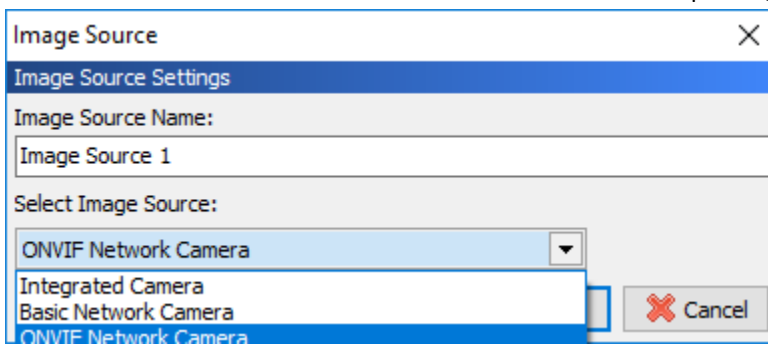 Image Source
Image Source Settings
Image Source Name:
Image Source 1
Select Image Source:
ONVIF Network Camera
Integrated Camera
Basic Network Camera
Cancel
ONVIF Network Camera